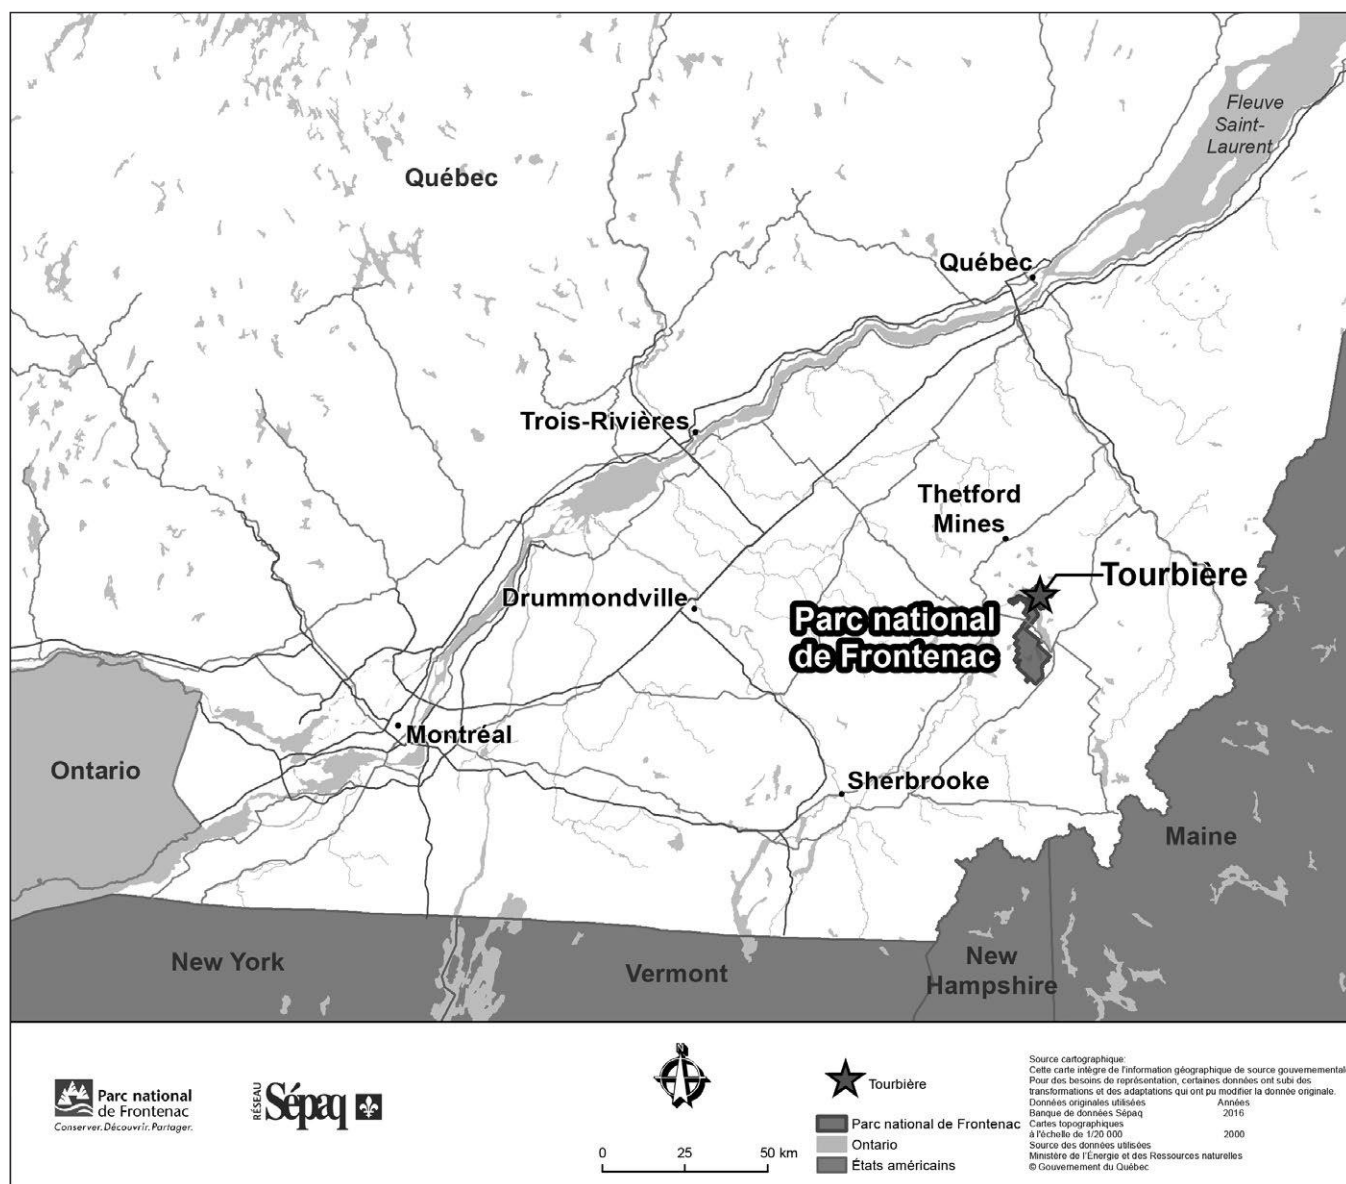 Fleuve
Saint-
Laurent
Québec
Québec
Trois-Rivières
Thetford
Mines
Tourbière
Drummondville
Parc national
de Frontenac
Montréal
Ontario
Sherbrooke
Maine
New York
Vermont
New
Hampshire
Parc national
de Frontenac
Conserver. Découvrir. Partager.
RÉSEAU
Sépaq
N
0 25 50 km
Tourbière
Parc national de Frontenac
Ontario
États américains
Source cartographique:
Cette carte intègre de l'information géographique de source gouvernementale
Pour des besoins de représentation, certaines données ont subi des
transformations et des adaptations qui ont pu modifier la donnée originale.
Données originales utilisées Années
Banque de données Sépaq 2016
Cartes topographiques
à l'échelle de 1/20 000 2000
Source des données utilisées
Ministère de l'Énergie et des Ressources naturelles
© Gouvernement du Québec